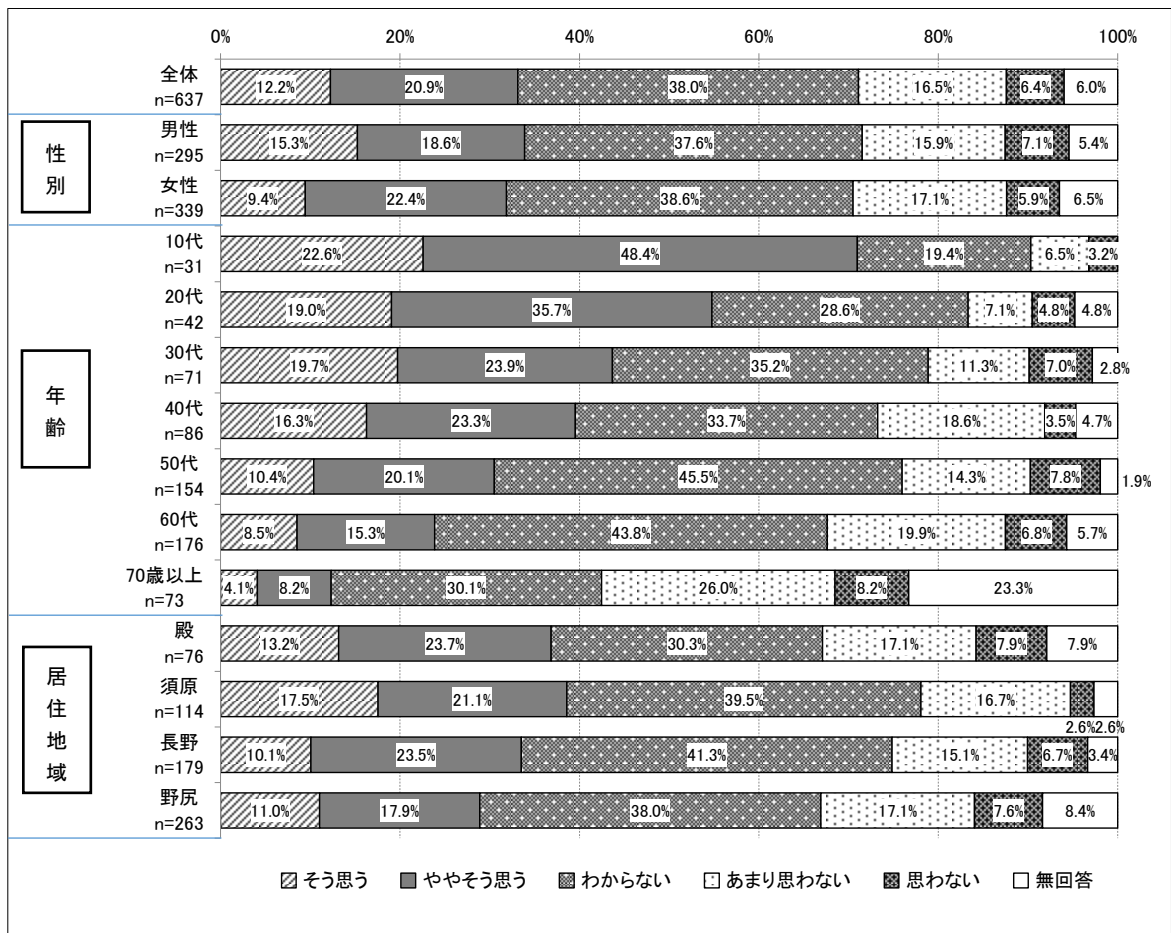 0% 20% 40% 60% 80% 100%
全体
n=637
12.2% 20.9% 38.0% 16.5% 6.4% 6.0%
性別
男性
n=295
15.3% 18.6% 37.6% 15.9% 7.1% 5.4%
女性
n=339
9.4% 22.4% 38.6% 17.1% 5.9% 6.5%
年齢
10代
n=31
22.6% 48.4% 19.4% 6.5% 3.2%
20代
n=42
19.0% 35.7% 28.6% 7.1% 4.8% 4.8%
30代
n=71
19.7% 23.9% 35.2% 11.3% 7.0% 2.8%
40代
n=86
16.3% 23.3% 33.7% 18.6% 3.5% 4.7%
50代
n=154
10.4% 20.1% 45.5% 14.3% 7.8% 1.9%
60代
n=176
8.5% 15.3% 43.8% 19.9% 6.8% 5.7%
70歳以上
n=73
4.1% 8.2% 30.1% 26.0% 8.2% 23.3%
居住地域
殿
n=76
13.2% 23.7% 30.3% 17.1% 7.9% 7.9%
須原
n=114
17.5% 21.1% 39.5% 16.7% 2.6% 2.6%
長野
n=179
10.1% 23.5% 41.3% 15.1% 6.7% 3.4%
野尻
n=263
11.0% 17.9% 38.0% 17.1% 7.6% 8.4%
そう思う ややそう思う わからない あまり思わない 思わない 無回答